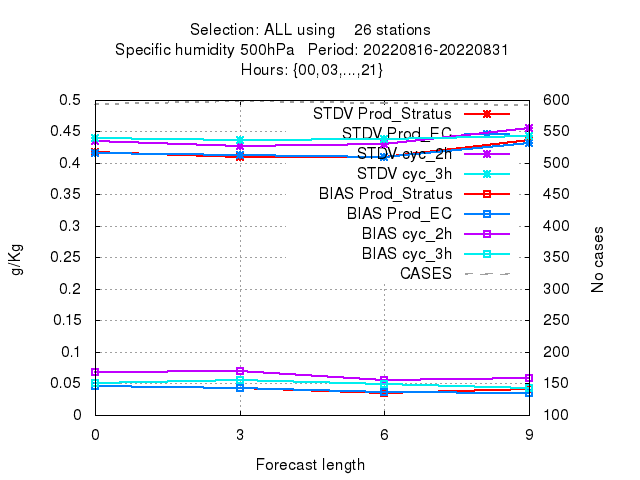 Selection: ALL using    26 stations
Specific humidity 500hPa   Period: 20220816-20220831
Hours: {00,03,...,21}
0.5
0.45
0.4
0.35
0.3
0.25
0.2
0.15
0.1
0.05
0
g/Kg
600
550
500
450
400
350
300
250
200
150
100
No cases
STDV Prod_Stratus
STDV Prod_EC
STDV cyc_2h
STDV cyc_3h
BIAS Prod_Stratus
BIAS Prod_EC
BIAS cyc_2h
BIAS cyc_3h
CASES
0 3 6 9
Forecast length